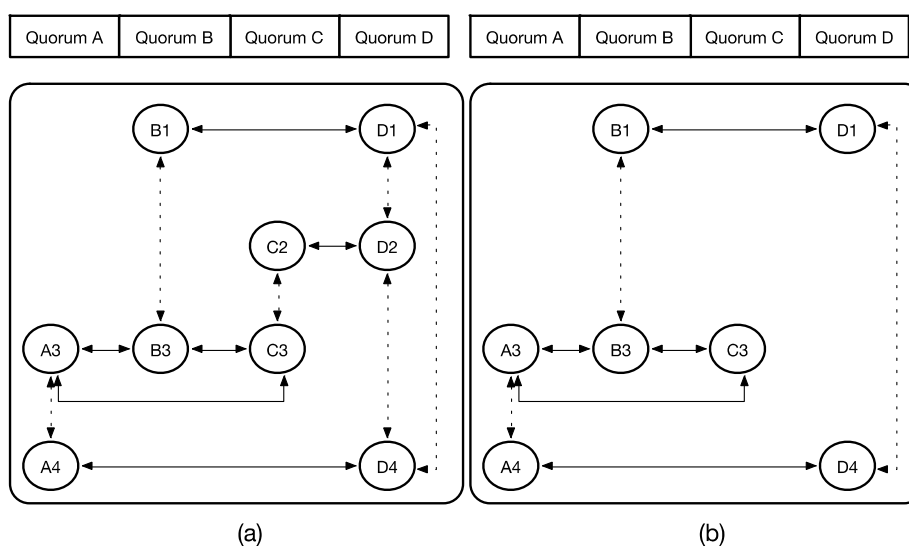 Quorum A Quorum B Quorum C Quorum D Quorum A Quorum B Quorum C Quorum D
B1 D1 B1 D1
C2 D2
A3 B3 C3 A3 B3 C3
A4 D4 A4 D4
(a) (b)